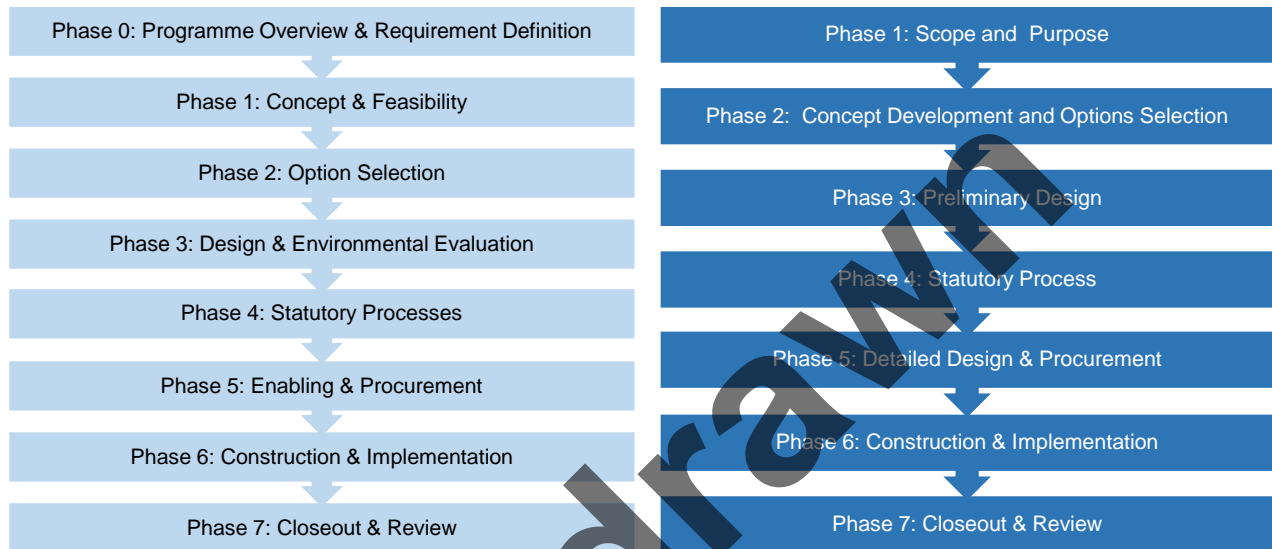 Phase 0: Programme Overview & Requirement Definition
Phase 1: Concept & Feasibility
Phase 2: Option Selection
Phase 3: Design & Environmental Evaluation
Phase 4: Statutory Processes
Phase 5: Enabling & Procurement
Phase 6: Construction & Implementation
Phase 7: Closeout & Review
Phase 1: Scope and Purpose
Phase 2: Concept Development and Options Selection
Phase 3: Preliminary Design
Phase 4: Statutory Process
Phase 5: Detailed Design & Procurement
Phase 6: Construction & Implementation
Phase 7: Closeout & Review
drawn